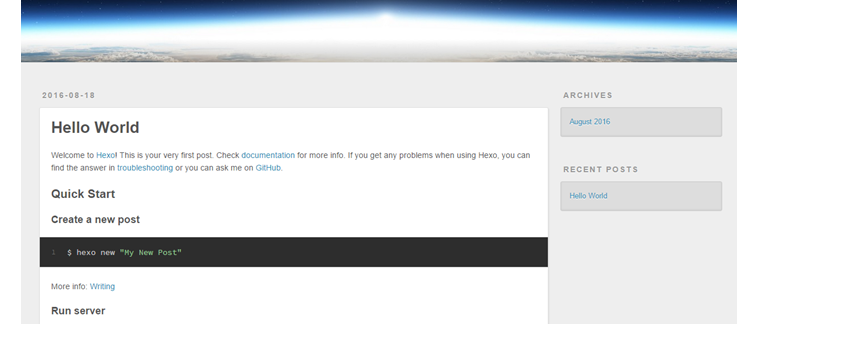 2016-08-18
Hello World
Welcome to Hexo! This is your very first post. Check documentation for more info. If you get any problems when using Hexo, you can
find the answer in troubleshooting or you can ask me on GitHub.
Quick Start
Create a new post
1 $ hexo new "My New Post"
More info: Writing
Run server
ARCHIVES
August 2016
RECENT POSTS
Hello World